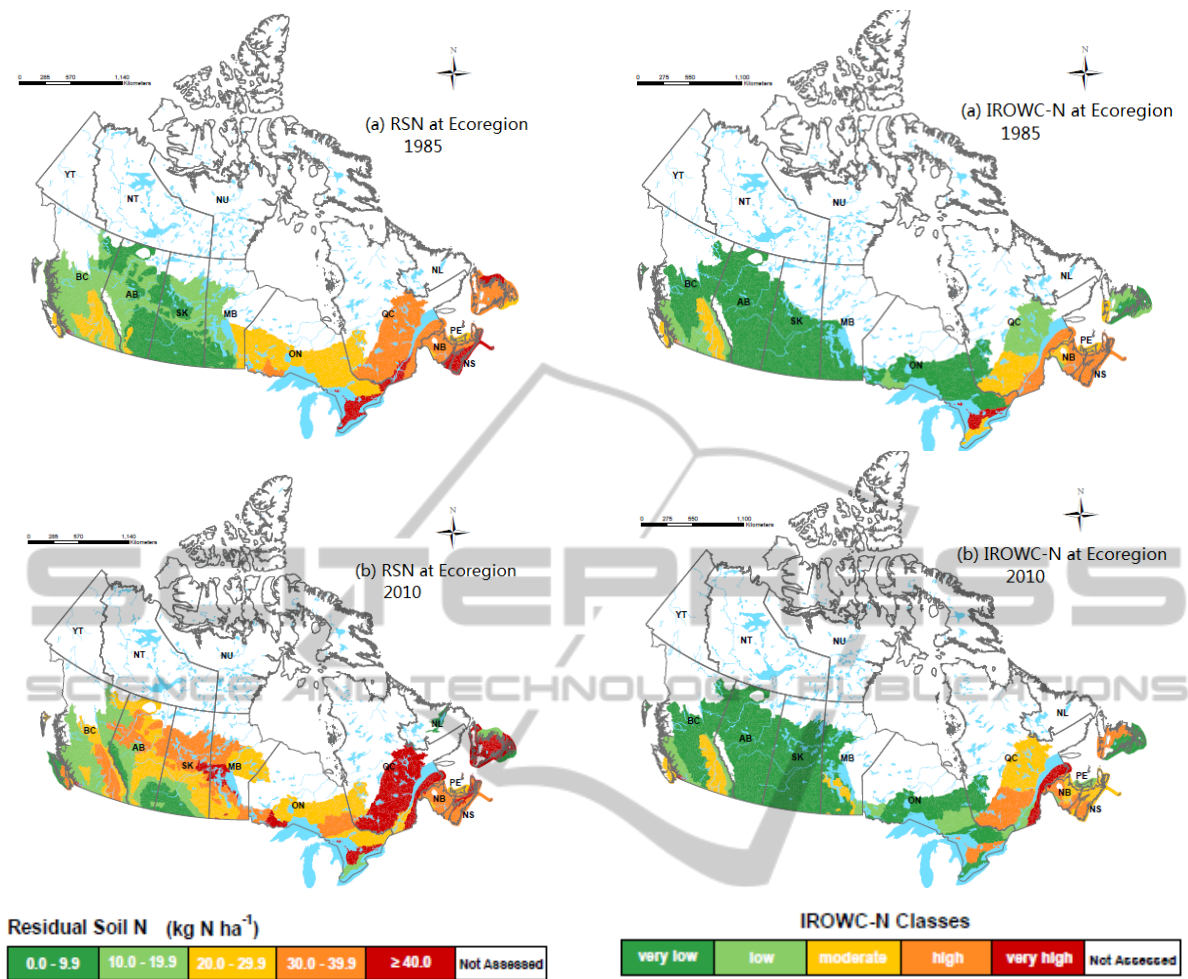 0 285 570 1,140
Kilometers
N
(a) RSN at Ecoregion
1985
YT
NT
NU
BC
AB
SK
MB
ON
QC
NL
PE
NB
NS
0 275 550 1,100
Kilometers
N
(a) IROWC-N at Ecoregion
1985
YT
NT
NU
BC
AB
SK
MB
ON
QC
NL
PE
NB
NS
0 285 570 1,140
Kilometers
N
(b) RSN at Ecoregion
2010
YT
NT
NU
BC
AB
SK
MB
ON
QC
NL
PE
NB
NS
0 275 550 1,100
Kilometers
N
(b) IROWC-N at Ecoregion
2010
YT
NT
NU
BC
AB
SK
MB
ON
QC
NL
PE
NB
NS
SCITEPRESS
SCIENCE AND TECHNOLOGY PUBLICATIONS
Residual Soil N (kg N ha⁻¹)
0.0 - 9.9 10.0 - 19.9 20.0 - 29.9 30.0 - 39.9 ≥ 40.0 Not Assessed
IROWC-N Classes
very low low moderate high very high Not Assessed